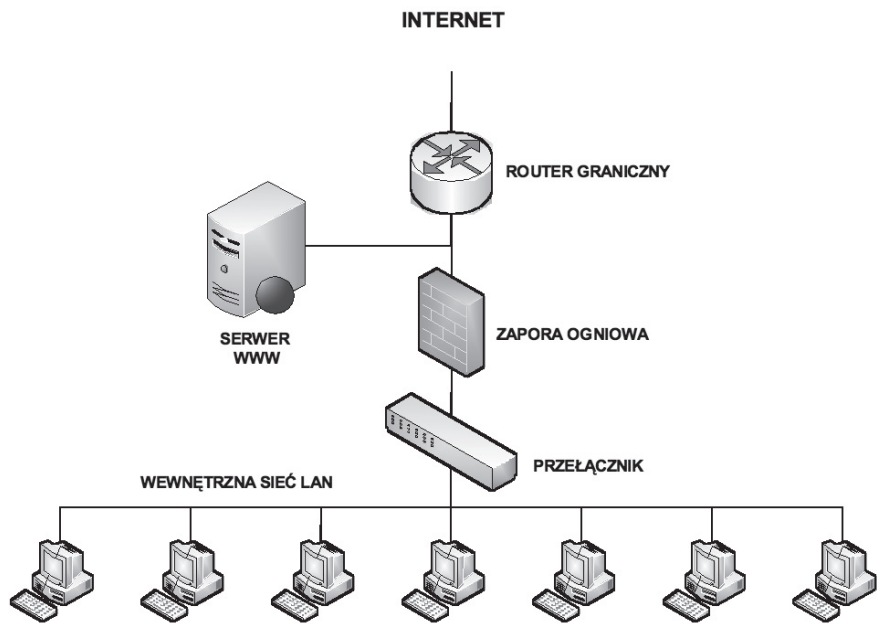 INTERNET
ROUTER GRANICZNY
SERWER
WWW
ZAPORA OGNIOWA
PRZEŁĄCZNIK
WEWNĘTRZNA SIEĆ LAN